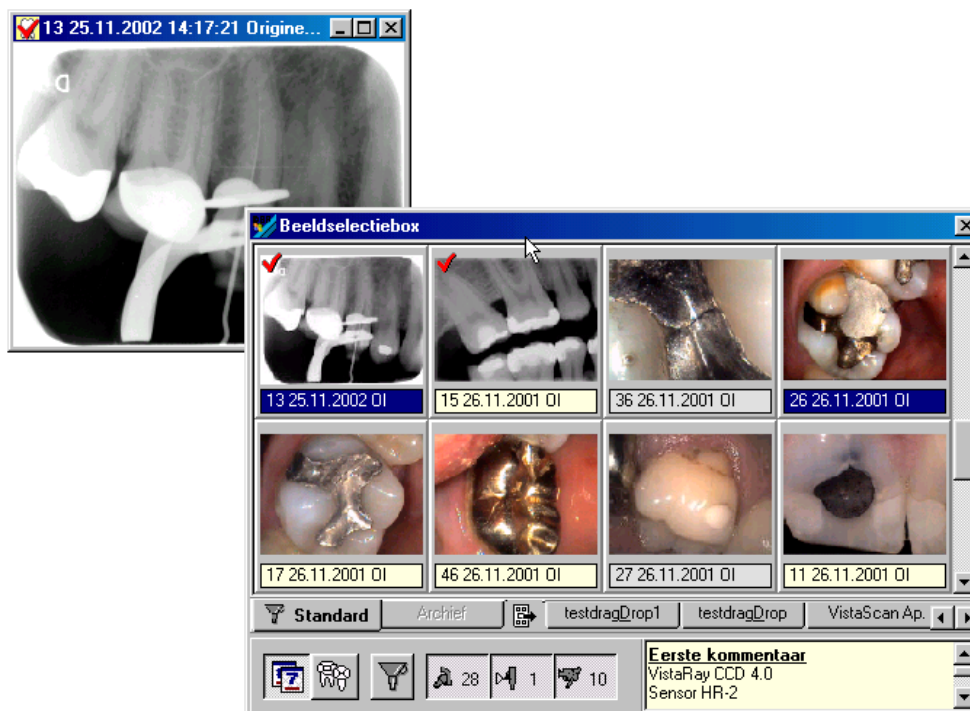 13 25.11.2002 14:17:21 Origine...
Beeldselectiebox
13 25.11.2002 OI
15 26.11.2001 OI
36 26.11.2001 OI
26 26.11.2001 OI
17 26.11.2001 OI
46 26.11.2001 OI
27 26.11.2001 OI
11 26.11.2001 OI
Standard
Archief
testdragDrop1
testdragDrop
VistaScan Ap.
7
28
1
10
Eerste kommentaar
VistaRay CCD 4.0
Sensor HR-2